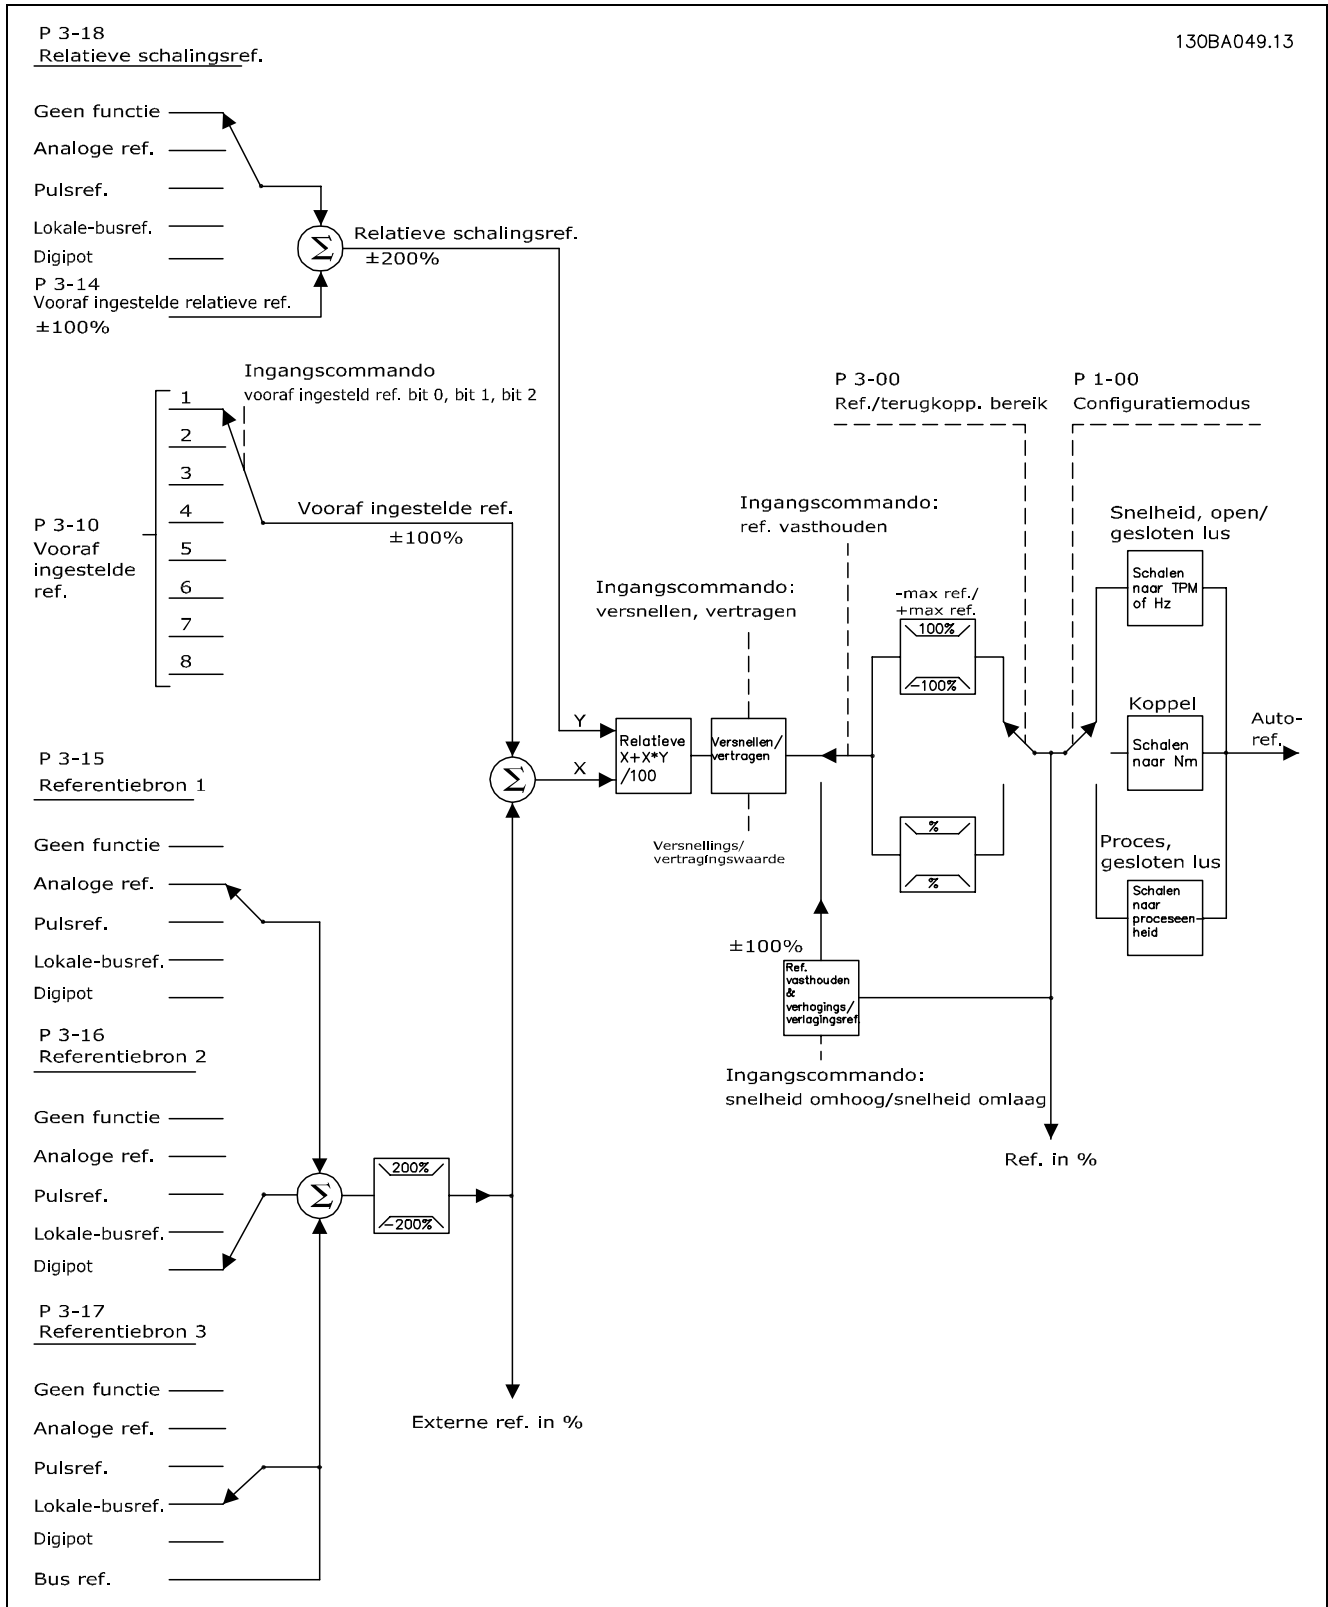 P 3-18
Relatieve schalingsref.
130BA049.13
Geen functie
Analoge ref.
Pulsref.
Lokale-busref.
Digipot
Σ
Relatieve schalingsref.
±200%
P 3-14
Vooraf ingestelde relatieve ref.
±100%
Ingangscommando
vooraf ingesteld ref. bit 0, bit 1, bit 2
1
2
3
4
5
6
7
8
P 3-10
Vooraf
ingestelde
ref.
Vooraf ingestelde ref.
±100%
P 3-00
Ref./terugkopp. bereik
P 1-00
Configuratiemodus
Ingangscommando:
ref. vasthouden
Ingangscommando:
versnellen, vertragen
-max ref./
+max ref.
100%
-100%
Snelheid, open/
gesloten lus
Schalen
naar TPM
of Hz
Koppel
Schalen
naar Nm
Auto-
ref.
Y
X
Σ
Relatieve
X+X*Y
/100
Versnellen/
vertragen
Versnellings/
vertragingswaarde
%
%
Proces,
gesloten lus
Schalen
naar
proceseen-
heid
±100%
Ref.
vasthouden
&
verhogings/
verlagingsref.
Ingangscommando:
snelheid omhoog/snelheid omlaag
Ref. in %
P 3-15
Referentiebron 1
Geen functie
Analoge ref.
Pulsref.
Lokale-busref.
Digipot
P 3-16
Referentiebron 2
Geen functie
Analoge ref.
Pulsref.
Lokale-busref.
Digipot
Σ
200%
-200%
P 3-17
Referentiebron 3
Geen functie
Analoge ref.
Pulsref.
Lokale-busref.
Digipot
Bus ref.
Externe ref. in %